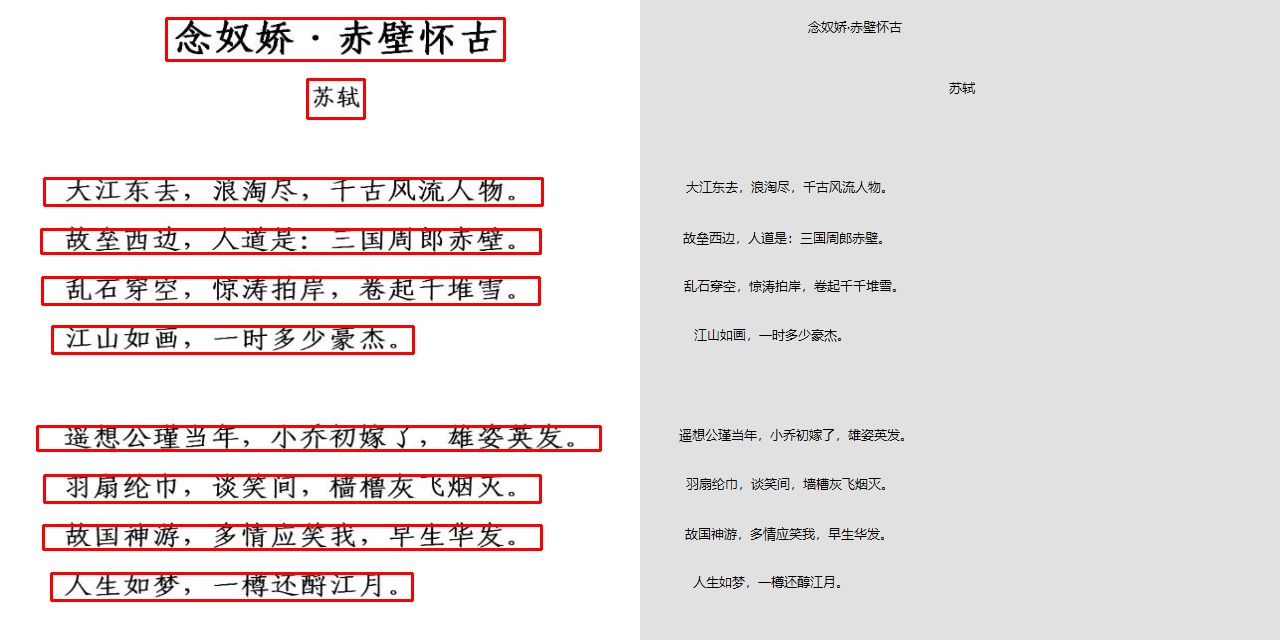 念奴娇·赤壁怀古
苏轼
大江东去，浪淘尽，千古风流人物。
故垒西边，人道是：三国周郎赤壁。
乱石穿空，惊涛拍岸，卷起千堆雪。
江山如画，一时多少豪杰。
遥想公瑾当年，小乔初嫁了，雄姿英发。
羽扇纶巾，谈笑间，樯橹灰飞烟灭。
故国神游，多情应笑我，早生华发。
人生如梦，一樽还酹江月。
念奴娇·赤壁怀古
苏轼
大江东去，浪淘尽，千古风流人物。
故垒西边，人道是：三国周郎赤壁。
乱石穿空，惊涛拍岸，卷起千千堆雪。
江山如画，一时多少豪杰。
遥想公瑾当年，小乔初嫁了，雄姿英发。
羽扇纶巾，谈笑间，墙槽灰飞烟灭。
故国神游，多情应笑我，早生华发。
人生如梦，一樽还醇江月。